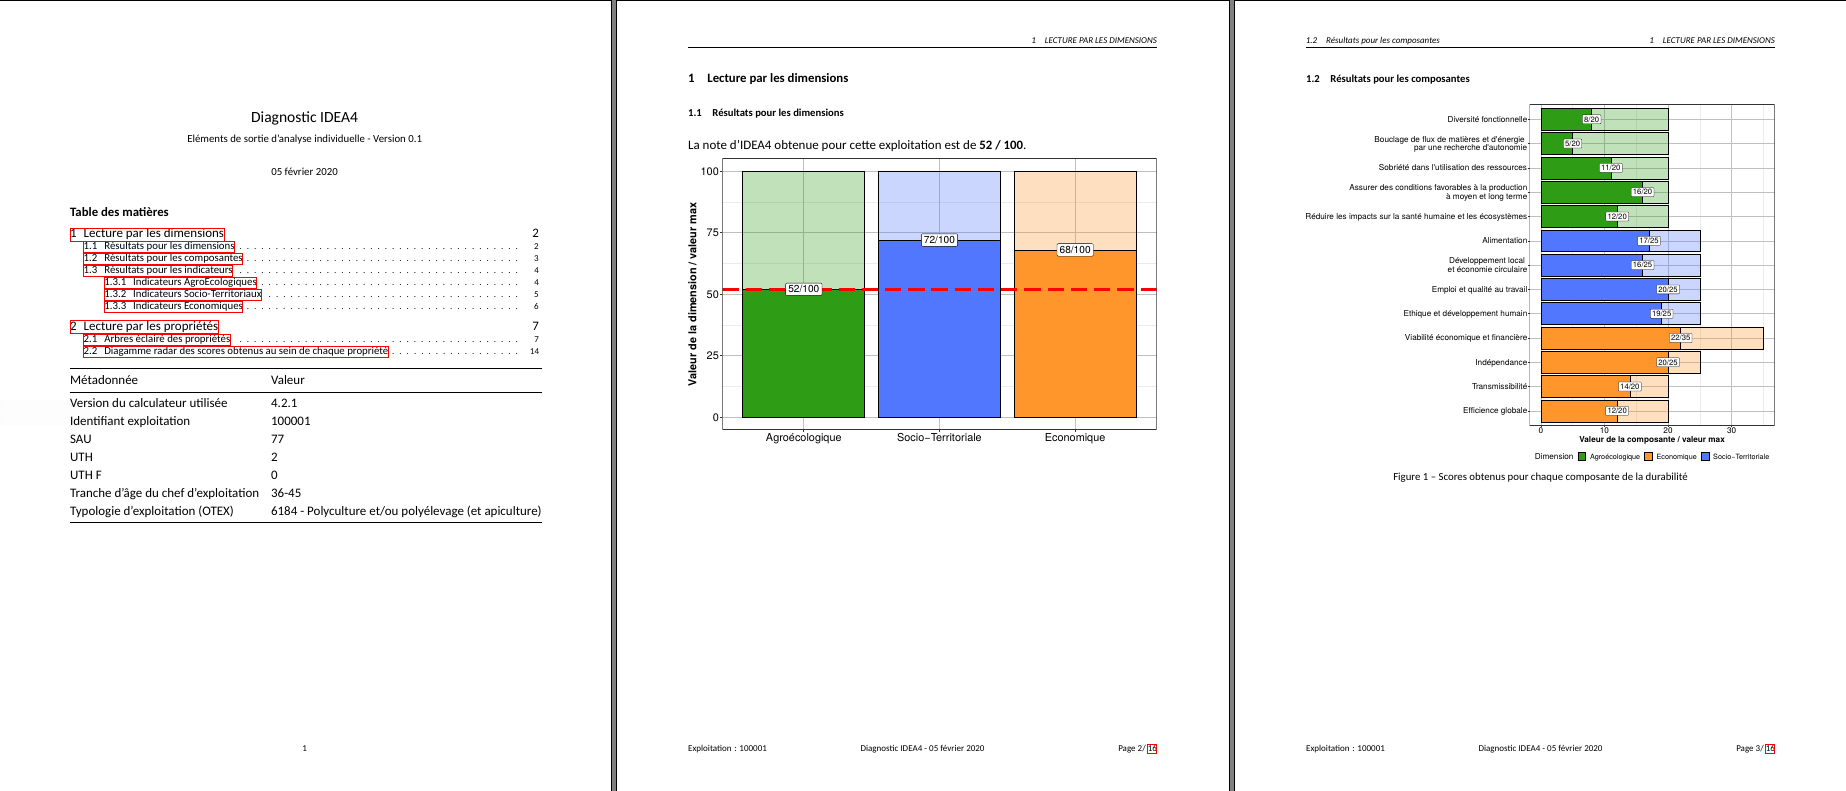 Diagnostic IDEA4
Eléments de sortie d'analyse individuelle - Version 0.1
05 février 2020
Table des matières
1 Lecture par les dimensions 2
1.1 Résultats pour les dimensions . . . . . . . . . . . . . . . . . . . . 2
1.2 Résultats pour les composantes . . . . . . . . . . . . . . . . . . . . 3
1.3 Résultats pour les indicateurs . . . . . . . . . . . . . . . . . . . . 4
1.3.1 Indicateurs AgroEcologiques . . . . . . . . . . . . . . . . . . . . 4
1.3.2 Indicateurs Socio-Territoriaux . . . . . . . . . . . . . . . . . . . . 5
1.3.3 Indicateurs Economiques . . . . . . . . . . . . . . . . . . . . 6
2 Lecture par les propriétés 7
2.1 Arbres éclairé des propriétés . . . . . . . . . . . . . . . . . . . . 7
2.2 Diagamme radar des scores obtenus au sein de chaque propriété . . . . . . . . . . 14
Métadonnée Valeur
Version du calculateur utilisée 4.2.1
Identifiant exploitation 100001
SAU 77
UTH 2
UTH F 0
Tranche d'âge du chef d'exploitation 36-45
Typologie d'exploitation (OTEX) 6184 - Polyculture et/ou polyélevage (et apiculture)
1
1 LECTURE PAR LES DIMENSIONS
1 Lecture par les dimensions
1.1 Résultats pour les dimensions
La note d'IDEA4 obtenue pour cette exploitation est de 52 / 100.
Valeur de la dimension / valeur max
100
75
50
25
0
52/100
72/100
68/100
Agroécologique Socio−Territoriale Economique
Exploitation : 100001 Diagnostic IDEA4 - 05 février 2020 Page 2/ 16
1.2 Résultats pour les composantes 1 LECTURE PAR LES DIMENSIONS
1.2 Résultats pour les composantes
Diversité fonctionnelle 8/20
Bouclage de flux de matières et d'énergie
par une recherche d'autonomie 5/20
Sobriété dans l'utilisation des ressources 11/20
Assurer des conditions favorables à la production
à moyen et long terme 16/20
Réduire les impacts sur la santé humaine et les écosystèmes 12/20
Alimentation 17/25
Développement local
et économie circulaire 16/25
Emploi et qualité au travail 20/25
Ethique et développement humain 19/25
Viabilité économique et financière 22/35
Indépendance 20/25
Transmissibilité 14/20
Efficience globale 12/20
0 10 20 30
Valeur de la composante / valeur max
Dimension Agroécologique Economique Socio−Territoriale
Figure 1 – Scores obtenus pour chaque composante de la durabilité
Exploitation : 100001 Diagnostic IDEA4 - 05 février 2020 Page 3/ 16